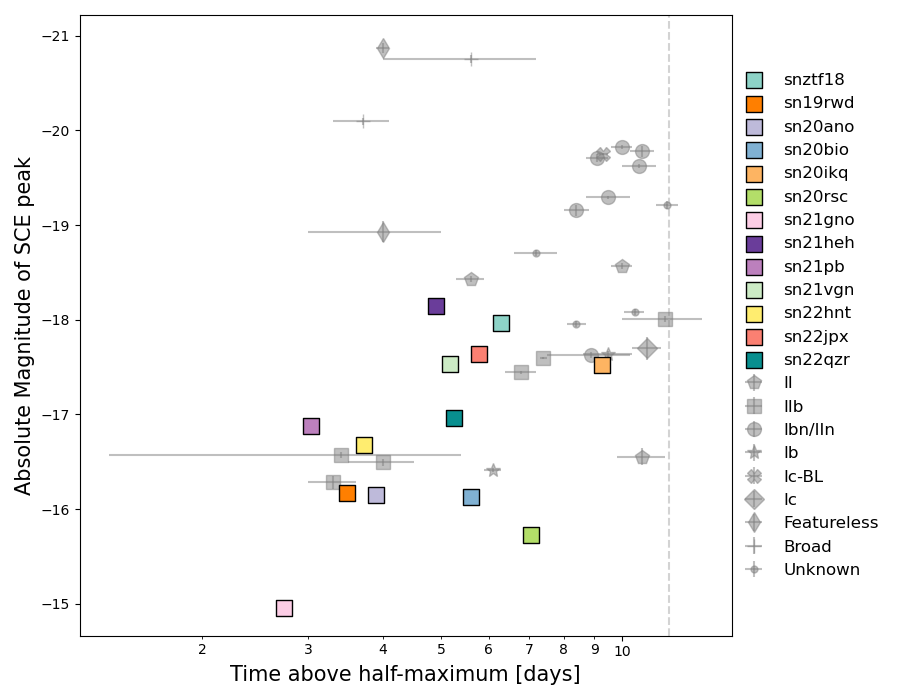 −21
−20
−19
−18
−17
−16
−15
Absolute Magnitude of SCE peak
2
3
4
5
6
7
8
9
10
Time above half-maximum [days]
snztf18
sn19rwd
sn20ano
sn20bio
sn20ikq
sn20rsc
sn21gno
sn21heh
sn21pb
sn21vgn
sn22hnt
sn22jpx
sn22qzr
II
IIb
Ibn/IIn
Ib
Ic-BL
Ic
Featureless
Broad
Unknown